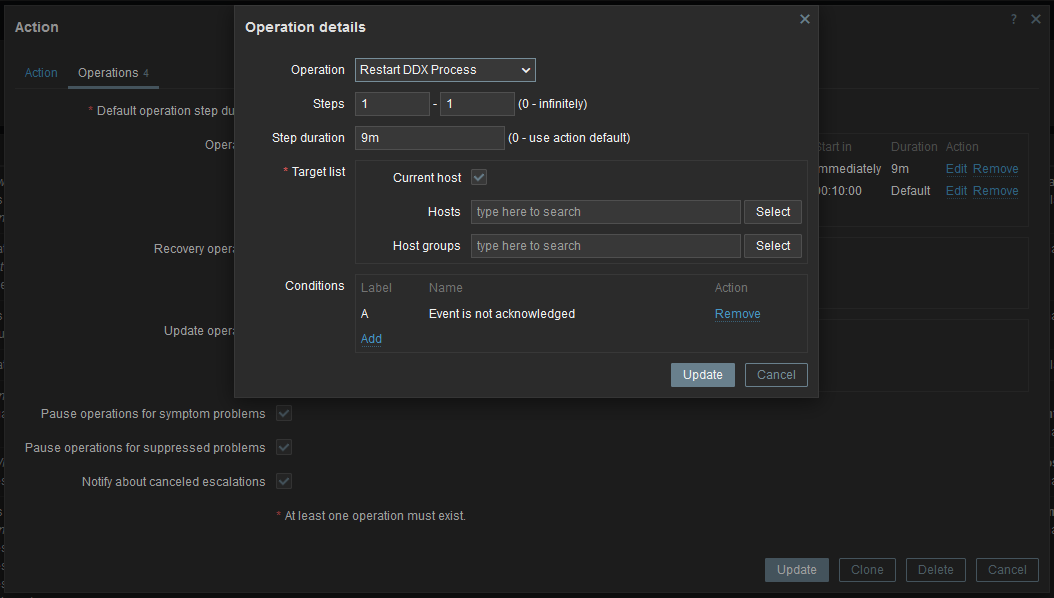 Action
?
Action Operations 4
* Default operation step du
Opera
Start in Duration Action
mmediately 9m Edit Remove
00:10:00 Default Edit Remove
Recovery opera
Update opera
Pause operations for symptom problems
Pause operations for suppressed problems
Notify about canceled escalations
* At least one operation must exist.
Update Clone Delete Cancel
Operation details
Operation Restart DDX Process
Steps 1 - 1 (0 - infinitely)
Step duration 9m (0 - use action default)
* Target list
Current host
Hosts type here to search Select
Host groups type here to search Select
Conditions Label Name Action
A Event is not acknowledged Remove
Add
Update Cancel